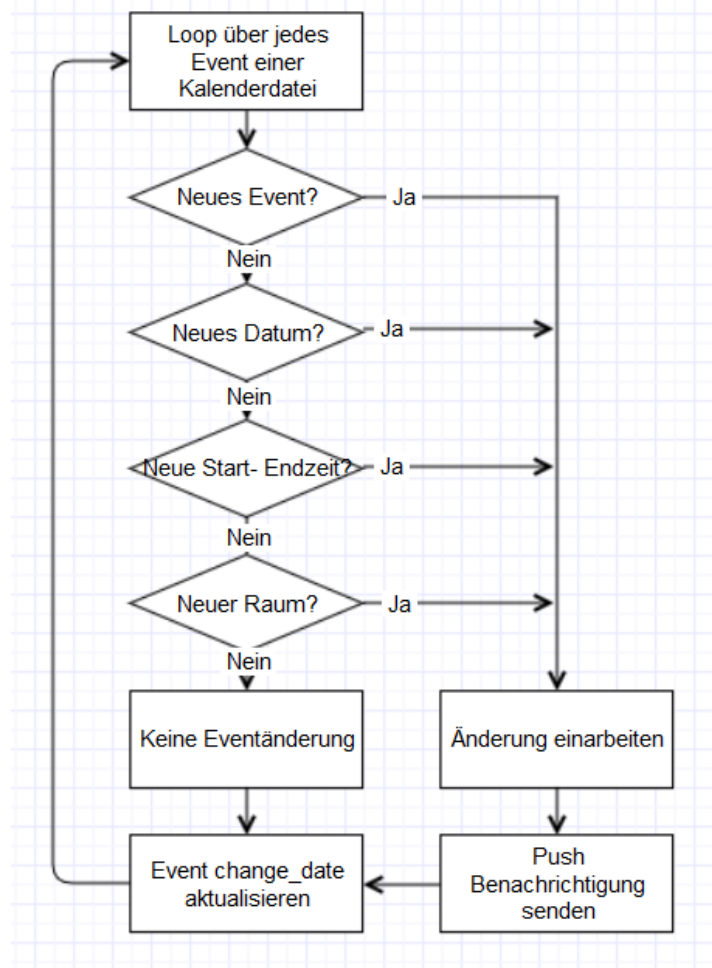 Loop über jedes
Event einer
Kalenderdatei
Neues Event?
Ja
Nein
Neues Datum?
Ja
Nein
Neue Start- Endzeit?
Ja
Nein
Neuer Raum?
Ja
Nein
Keine Eventänderung
Änderung einarbeiten
Event change_date
aktualisieren
Push
Benachrichtigung
senden